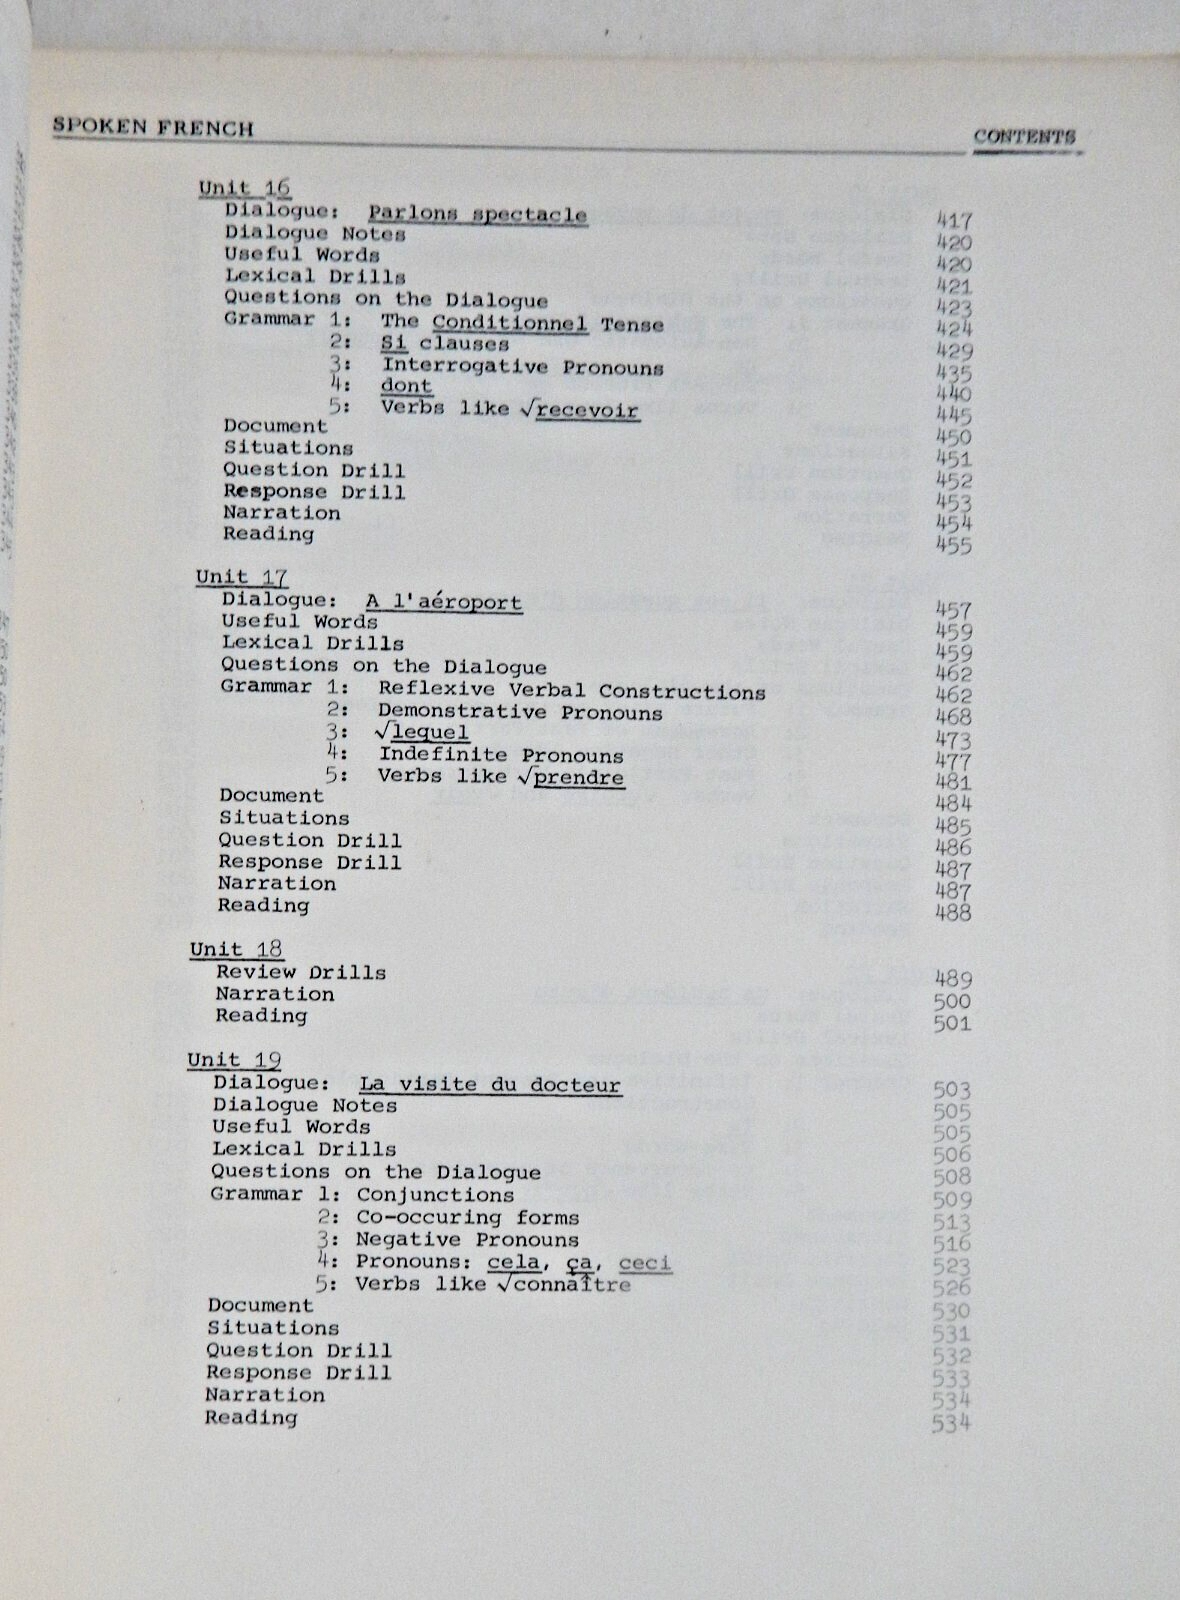 SPOKEN FRENCH CONTENTS
Unit 16
Dialogue: Parlons spectacle 417
Dialogue Notes 420
Useful Words 420
Lexical Drills 421
Questions on the Dialogue 423
Grammar 1: The Conditionnel Tense 424
2: Si clauses 429
3: Interrogative Pronouns 435
4: dont 440
5: Verbs like √recevoir 445
Document 450
Situations 451
Question Drill 452
Response Drill 453
Narration 454
Reading 455
Unit 17
Dialogue: A l'aéroport 457
Useful Words 459
Lexical Drills 459
Questions on the Dialogue 462
Grammar 1: Reflexive Verbal Constructions 462
2: Demonstrative Pronouns 468
3: √lequel 473
4: Indefinite Pronouns 477
5: Verbs like √prendre 481
Document 484
Situations 485
Question Drill 486
Response Drill 487
Narration 487
Reading 488
Unit 18
Review Drills 489
Narration 500
Reading 501
Unit 19
Dialogue: La visite du docteur 503
Dialogue Notes 505
Useful Words 505
Lexical Drills 506
Questions on the Dialogue 508
Grammar 1: Conjunctions 509
2: Co-occuring forms 513
3: Negative Pronouns 516
4: Pronouns: cela, ça, ceci 523
5: Verbs like √connaître 526
Document 530
Situations 531
Question Drill 532
Response Drill 533
Narration 534
Reading 534